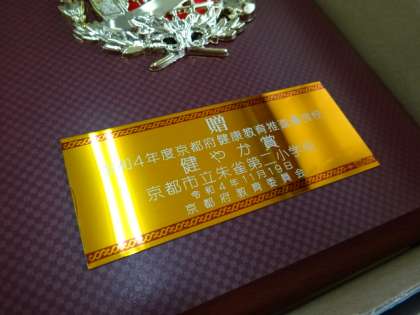 贈
04年度京都府健康教育推進優良校
健やか賞
京都市立朱雀第二小学校
令和4年11月19日
京都府教育委員会